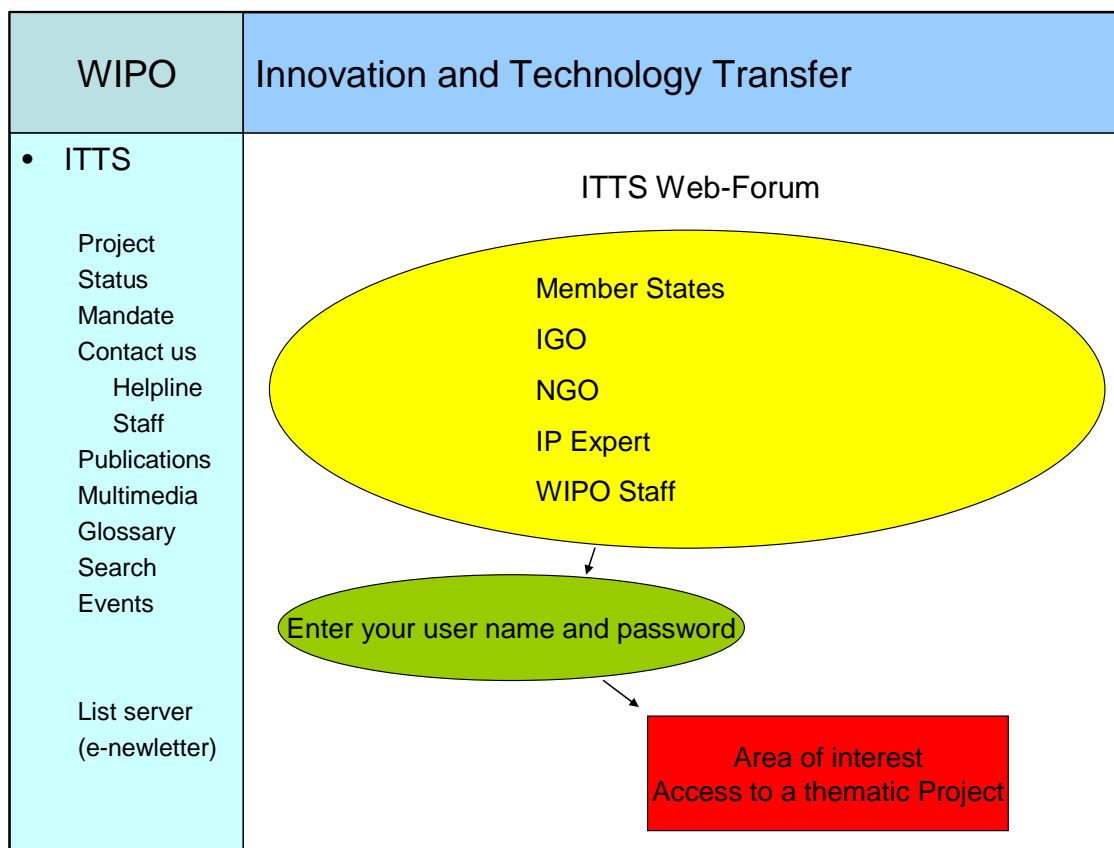 WIPO
Innovation and Technology Transfer
• ITTS
Project
Status
Mandate
Contact us
Helpline
Staff
Publications
Multimedia
Glossary
Search
Events
List server
(e-newletter)
ITTS Web-Forum
Member States
IGO
NGO
IP Expert
WIPO Staff
Enter your user name and password
Area of interest
Access to a thematic Project